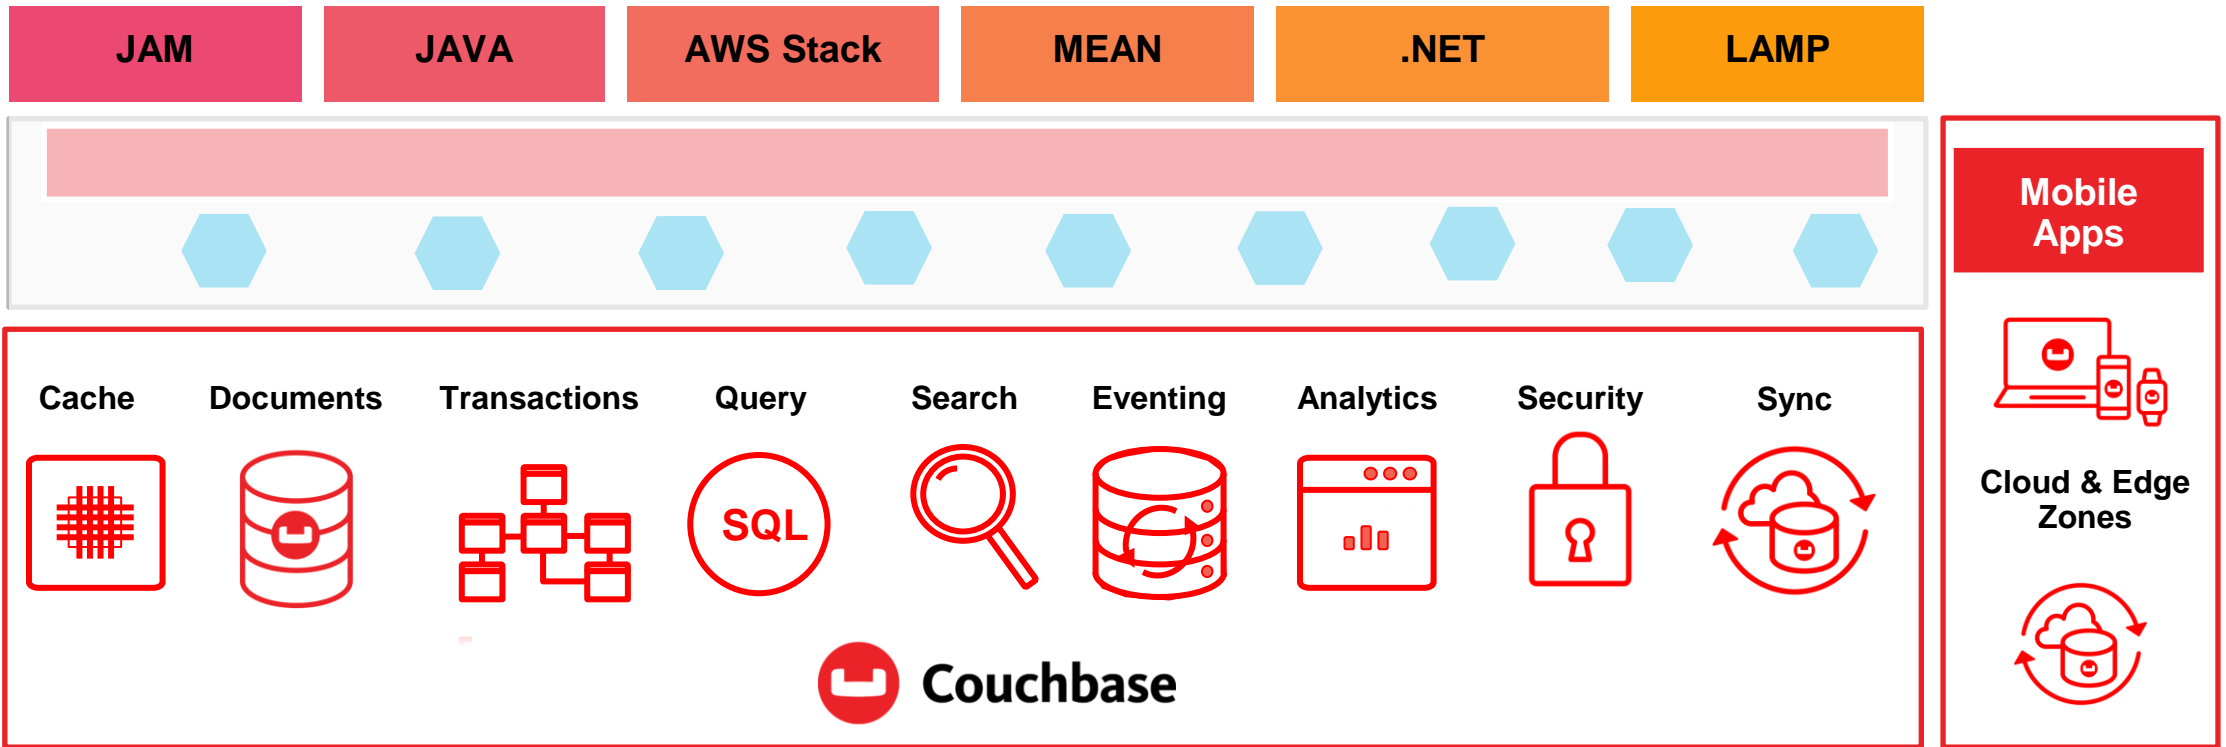 JAM
JAVA
AWS Stack
MEAN
.NET
LAMP
Mobile
Apps
Cache
Documents
Transactions
Query
Search
Eventing
Analytics
Security
Sync
SQL
Cloud & Edge
Zones
Couchbase